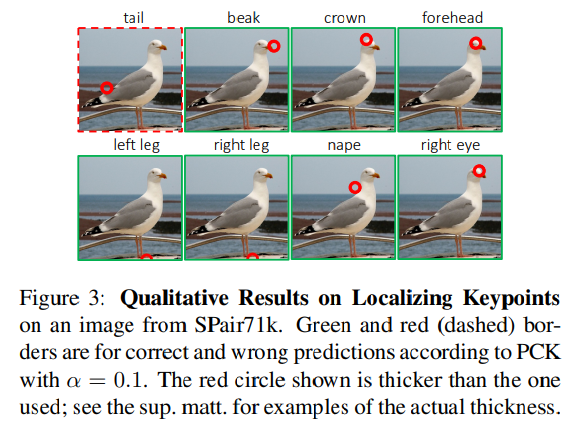 tail beak crown forehead
left leg right leg nape right eye
Figure 3: Qualitative Results on Localizing Keypoints
on an image from SPair71k. Green and red (dashed) bor-
ders are for correct and wrong predictions according to PCK
with α = 0.1. The red circle shown is thicker than the one
used; see the sup. matt. for examples of the actual thickness.